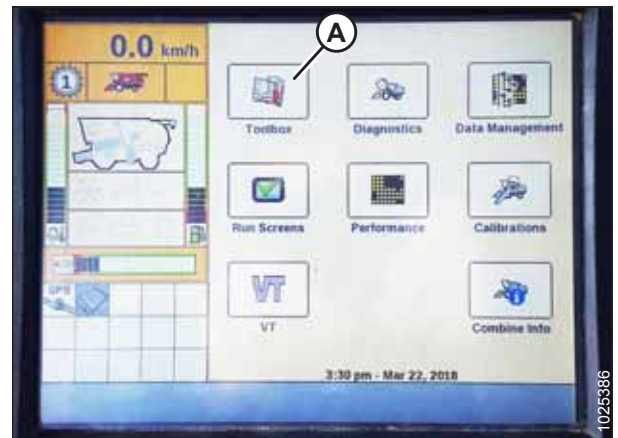 A
0.0 km/h
1
Toolbox
Diagnostics
Data Management
Run Screens
Performance
Calibrations
GPS
VT
VT
Combine Info
3:30 pm - Mar 22, 2018
1025386